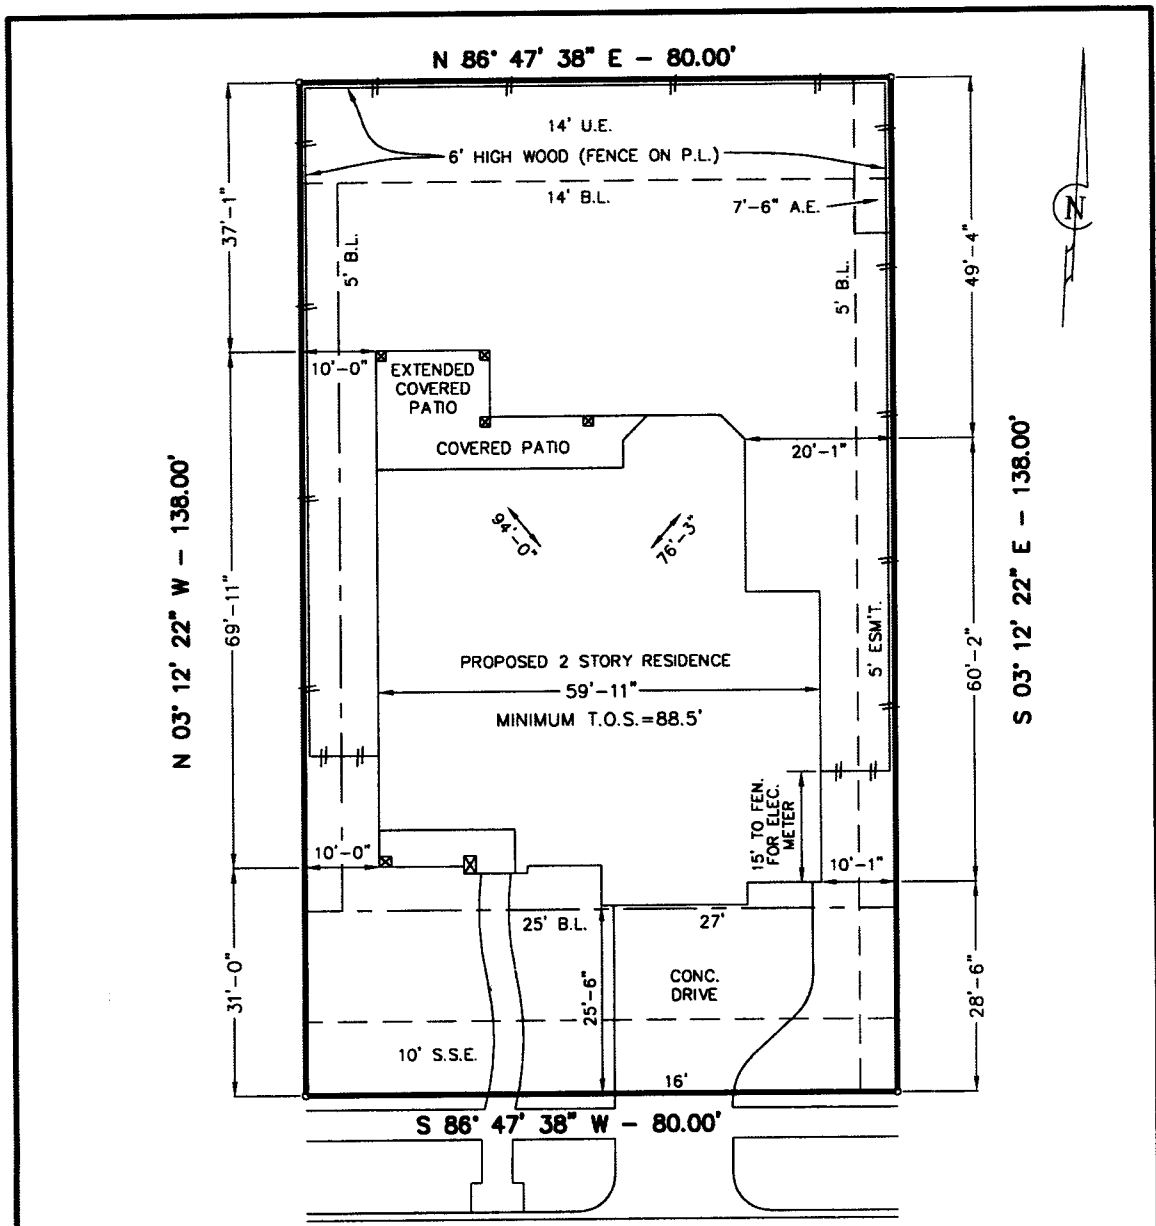 N 86° 47' 38" E - 80.00'
14' U.E.
6' HIGH WOOD (FENCE ON P.L.)
14' B.L.
7'-6" A.E.
N
37'-1"
5' B.L.
5' B.L.
49'-4"
10'-0"
EXTENDED
COVERED
PATIO
COVERED PATIO
20'-1"
N 03° 12' 22" W - 138.00'
S 03° 12' 22" E - 138.00'
94'-0"
76'-3"
69'-11"
5' ESM'T.
60'-2"
PROPOSED 2 STORY RESIDENCE
59'-11"
MINIMUM T.O.S.=88.5'
15' TO FEN.
FOR ELEC.
METER
10'-0"
10'-1"
25' B.L.
27'
31'-0"
25'-6"
CONC.
DRIVE
28'-6"
10' S.S.E.
16'
S 86° 47' 38" W - 80.00'